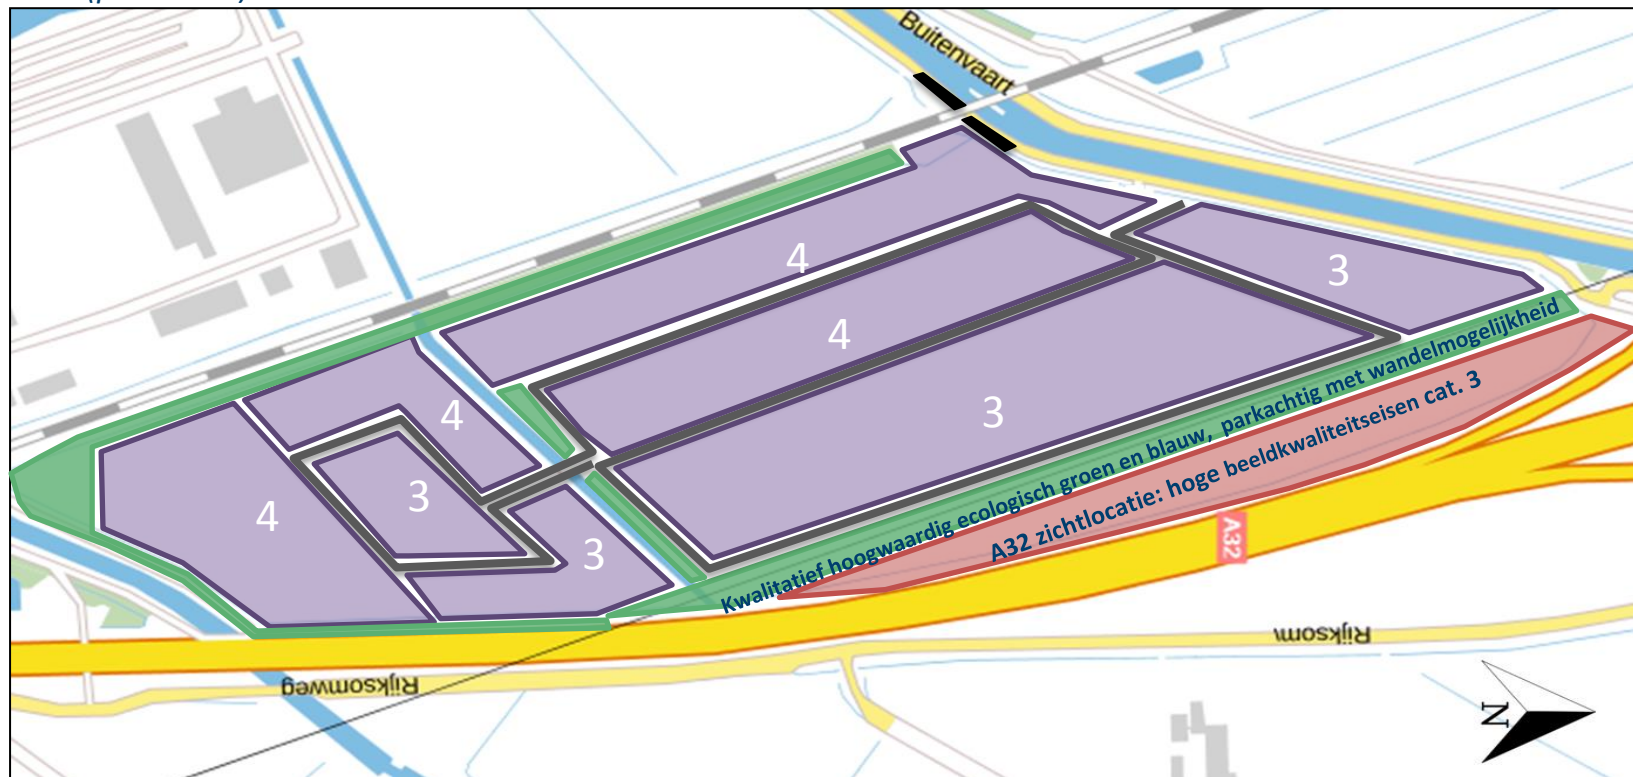 Buitenvaart
4
3
4
Kwalitatief hoogwaardig ecologisch groen en blauw, parkachtig met wandelmogelijkheid
A32 zichtlocatie: hoge beeldkwaliteitseisen cat. 3
3
4
3
4
3
A32
Rijksom
Rijksomweg
N